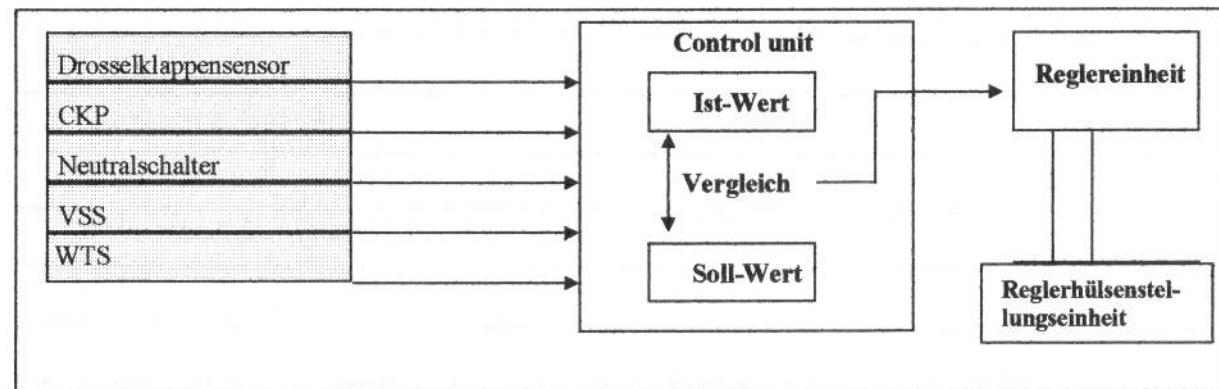 Drosselklappensensor
CKP
Neutralschalter
VSS
WTS
Control unit
Ist-Wert
Vergleich
Soll-Wert
Reglereinheit
Reglerhülsenstel-
lungseinheit